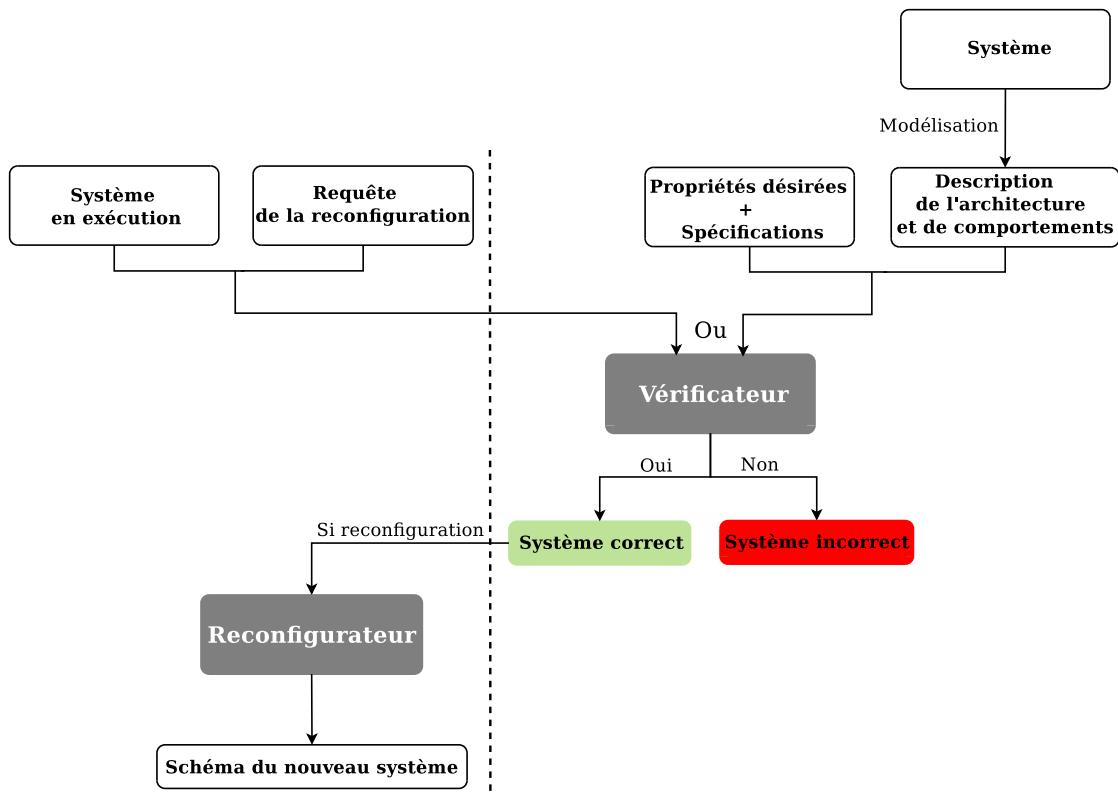 Système
Modélisation
Système
en exécution
Requête
de la reconfiguration
Propriétés désirées
+
Spécifications
Description
de l'architecture
et de comportements
Ou
Vérificateur
Oui
Non
Si reconfiguration
Système correct
Système incorrect
Reconfigurateur
Schéma du nouveau système